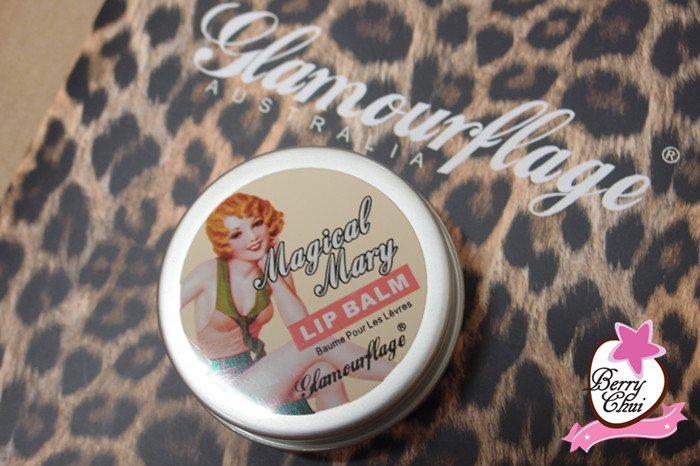 Glamourflage®
AUSTRALIA
Magical
Mary
LIP BALM
Baume Pour Les Lèvres
Glamourflage®
Berry
Chui